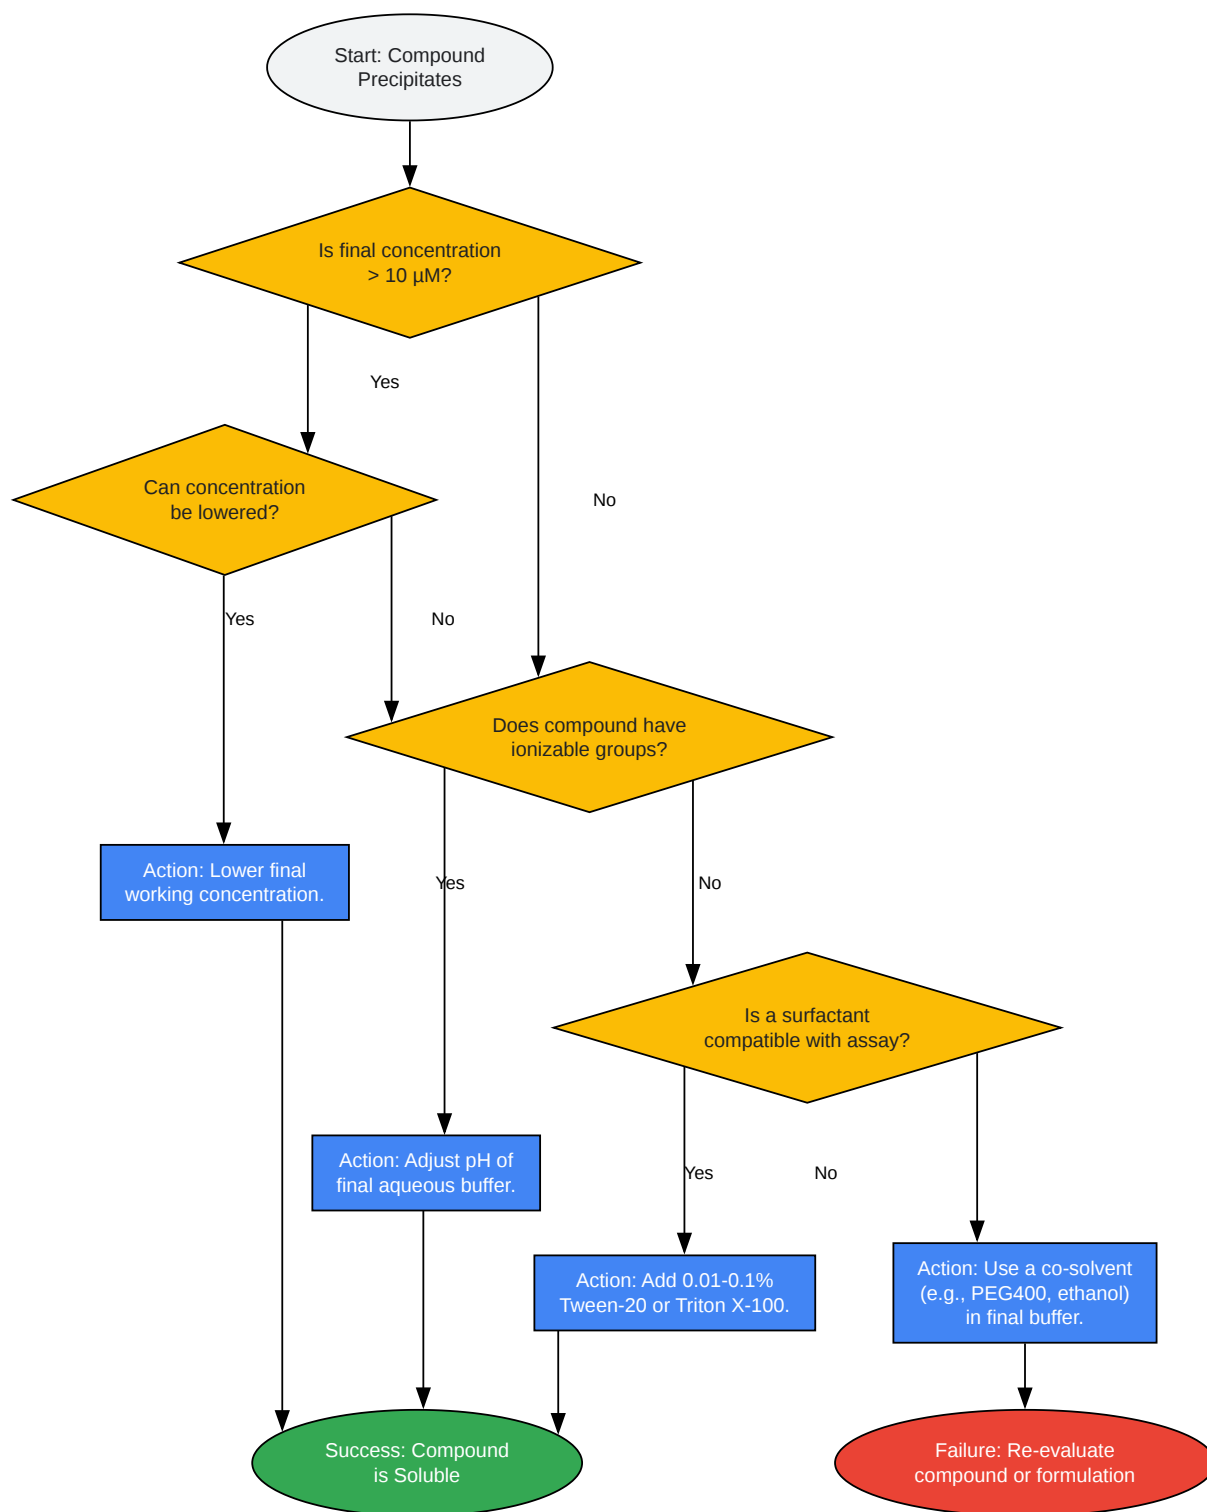 Start: Compound
Precipitates
Is final concentration
> 10 µM?
Yes
Can concentration
be lowered?
No
Yes
No
Does compound have
ionizable groups?
Action: Lower final
working concentration.
Yes
No
Is a surfactant
compatible with assay?
Action: Adjust pH of
final aqueous buffer.
Yes
No
Action: Add 0.01-0.1%
Tween-20 or Triton X-100.
Action: Use a co-solvent
(e.g., PEG400, ethanol)
in final buffer.
Success: Compound
is Soluble
Failure: Re-evaluate
compound or formulation